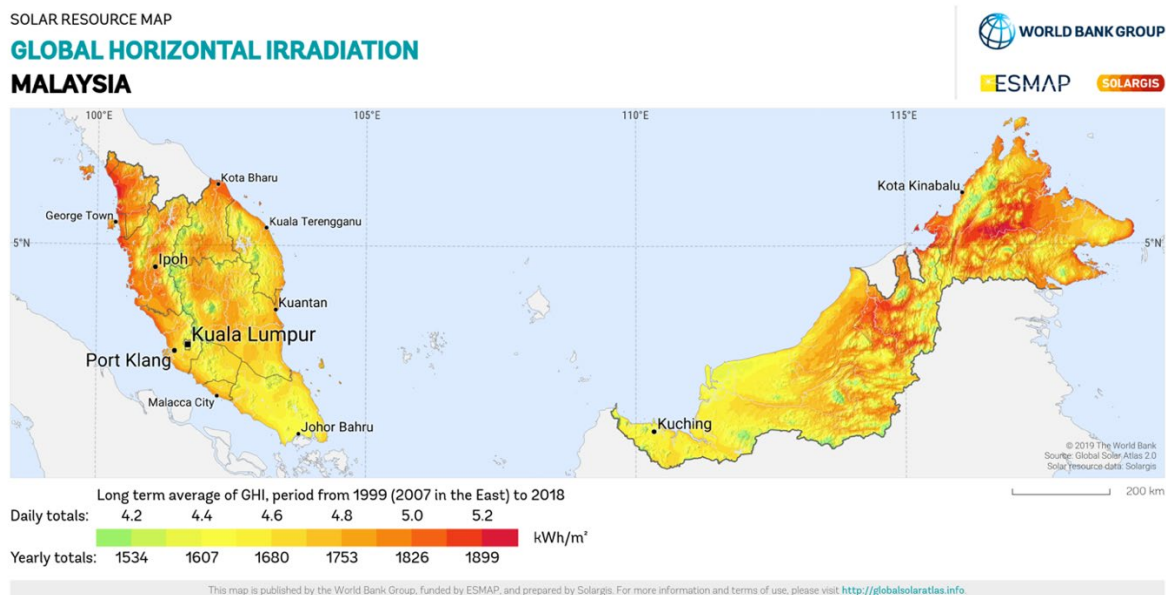 SOLAR RESOURCE MAP
GLOBAL HORIZONTAL IRRADIATION
MALAYSIA
WORLD BANK GROUP
ESMAP
SOLARGIS
100°E 105°E 110°E 115°E
Kota Bharu
Kota Kinabalu
George Town
Kuala Terengganu
5°N 5°N
Ipoh
Kuantan
Kuala Lumpur
Port Klang
Malacca City
Johor Bahru
Kuching
© 2019 The World Bank
Source: Global Solar Atlas 2.0
Solar resource data: Solargis
200 km
Long term average of GHI, period from 1999 (2007 in the East) to 2018
Daily totals: 4.2 4.4 4.6 4.8 5.0 5.2
kWh/m²
Yearly totals: 1534 1607 1680 1753 1826 1899
This map is published by the World Bank Group, funded by ESMAP, and prepared by Solargis. For more information and terms of use, please visit http://globalsolaratlas.info.